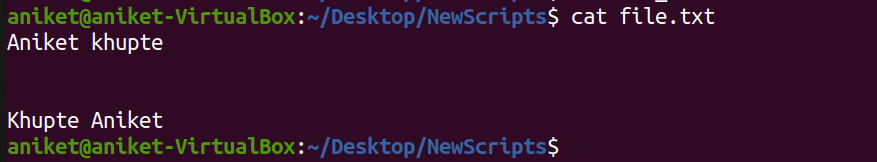 aniket@aniket-VirtualBox:~/Desktop/NewScripts$ cat file.txt
Aniket khupte
Khupte Aniket
aniket@aniket-VirtualBox:~/Desktop/NewScripts$